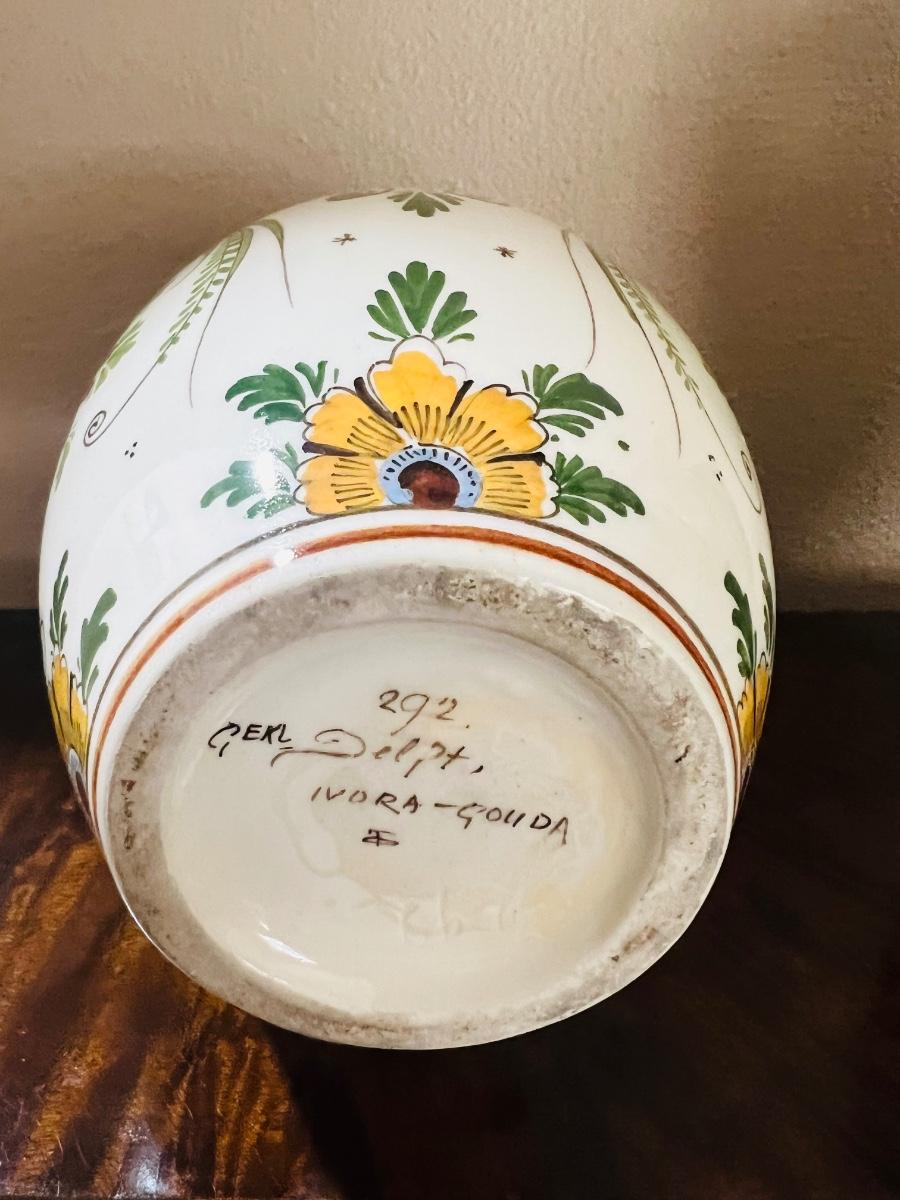 292.
GEKL. Delft,
IVORA-GOUDA